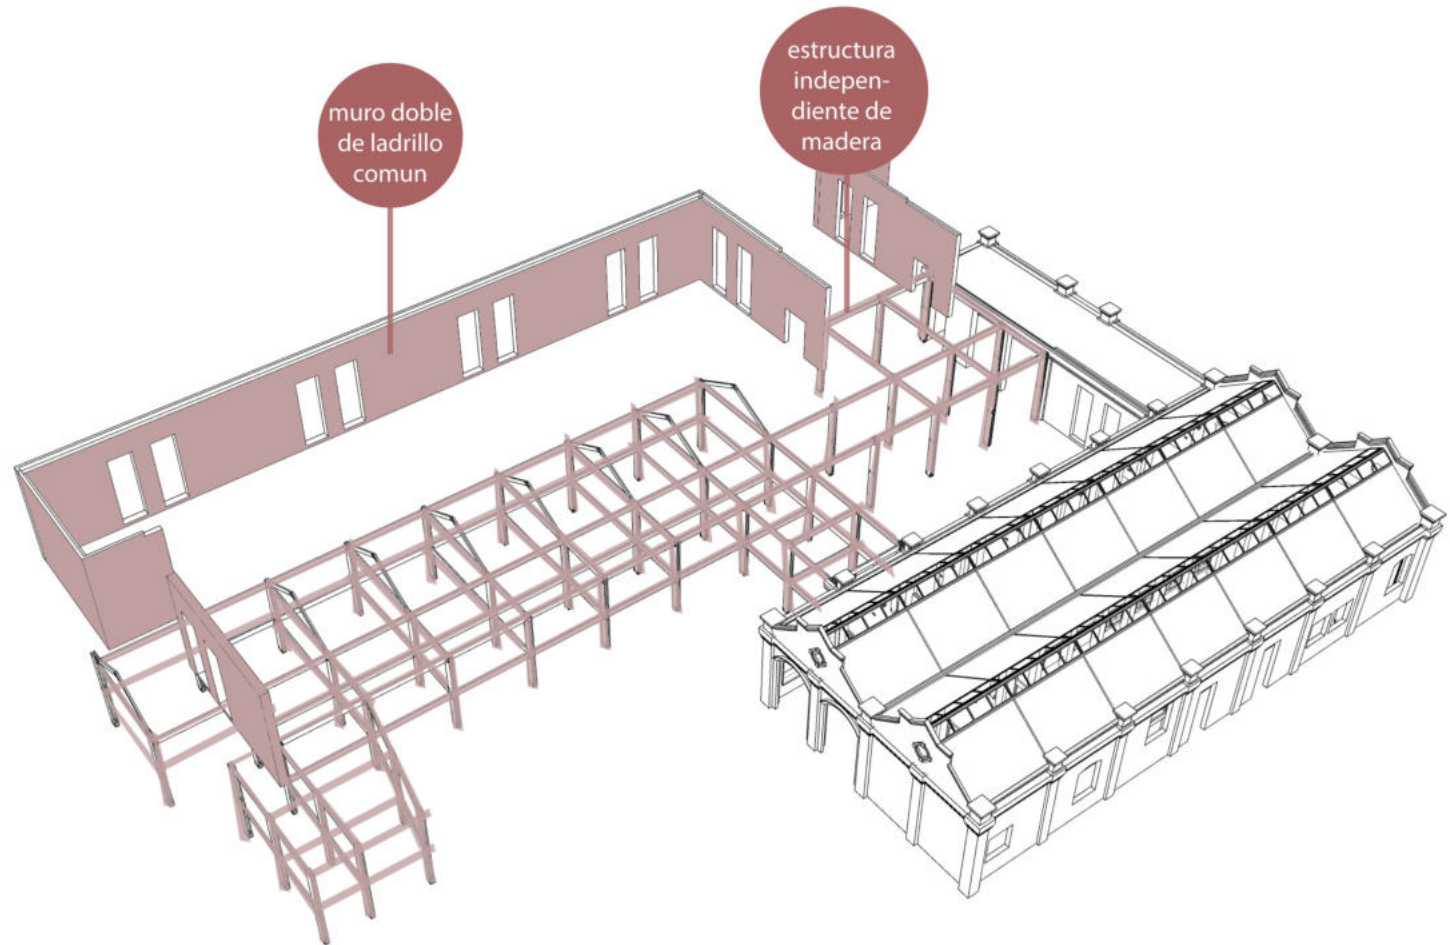 muro doble
de ladrillo
comun
estructura
indepen-
diente de
madera